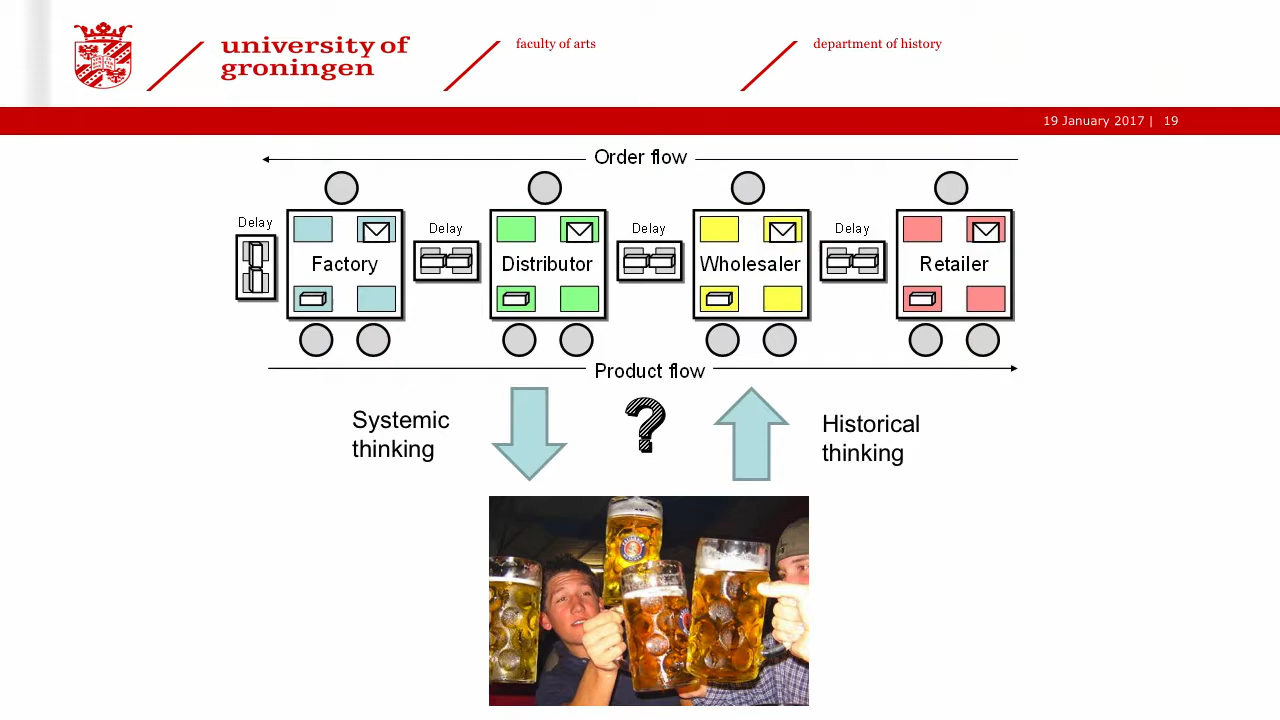 university of
groningen
faculty of arts
department of history
19 January 2017 | 19
Order flow
Delay
Delay
Delay
Delay
Factory
Distributor
Wholesaler
Retailer
Product flow
Systemic
thinking
?
Historical
thinking